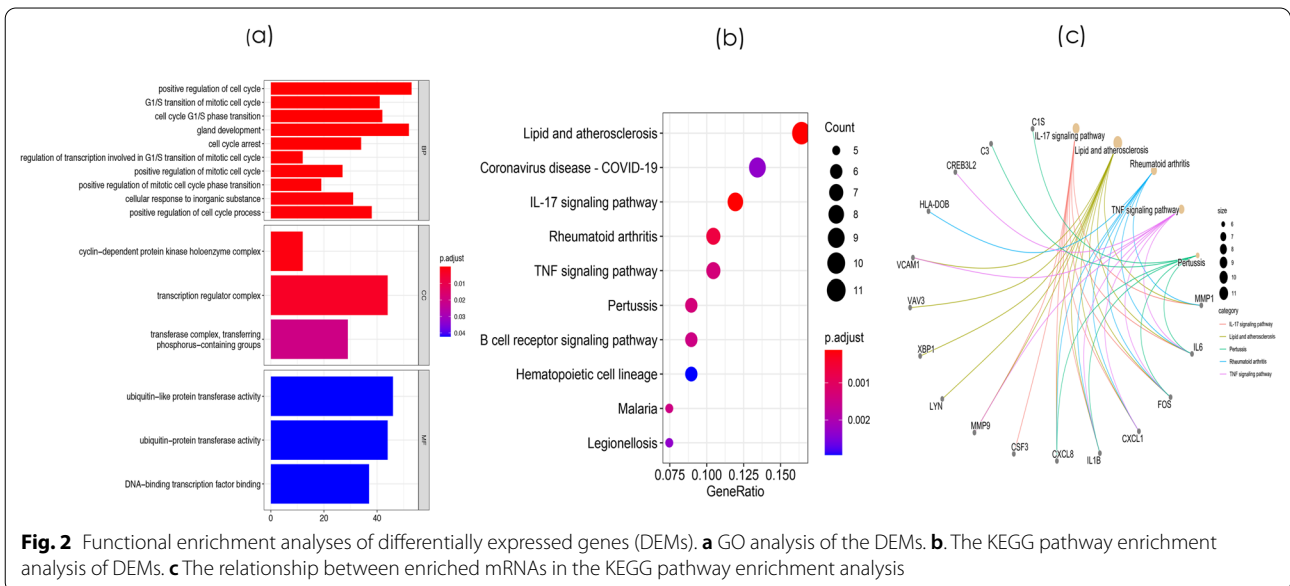 (a)
positive regulation of cell cycle
G1/S transition of mitotic cell cycle
cell cycle G1/S phase transition
gland development
cell cycle arrest
regulation of transcription involved in G1/S transition of mitotic cell cycle
positive regulation of mitotic cell cycle
positive regulation of mitotic cell cycle phase transition
cellular response to inorganic substance
positive regulation of cell cycle process
BP
cyclin−dependent protein kinase holoenzyme complex
transcription regulator complex
transferase complex, transferring
phosphorus−containing groups
CC
ubiquitin−like protein transferase activity
ubiquitin−protein transferase activity
DNA−binding transcription factor binding
MF
0 20 40
p.adjust
0.01
0.02
0.03
0.04
(b)
Lipid and atherosclerosis
Coronavirus disease - COVID-19
IL-17 signaling pathway
Rheumatoid arthritis
TNF signaling pathway
Pertussis
B cell receptor signaling pathway
Hematopoietic cell lineage
Malaria
Legionellosis
0.075 0.100 0.125 0.150
GeneRatio
Count
5
6
7
8
9
10
11
p.adjust
0.001
0.002
(c)
C1S
IL-17 signaling pathway
C3
Lipid and atherosclerosis
CREB3L2
Rheumatoid arthritis
HLA-DOB
TNF signaling pathway
VCAM1
Pertussis
VAV3
MMP1
XBP1
IL6
LYN
FOS
MMP9
CXCL1
CSF3
CXCL8
IL1B
size
6
7
8
9
10
11
category
IL-17 signaling pathway
Lipid and atherosclerosis
Pertussis
Rheumatoid arthritis
TNF signaling pathway
Fig. 2 Functional enrichment analyses of differentially expressed genes (DEMs). a GO analysis of the DEMs. b. The KEGG pathway enrichment
analysis of DEMs. c The relationship between enriched mRNAs in the KEGG pathway enrichment analysis